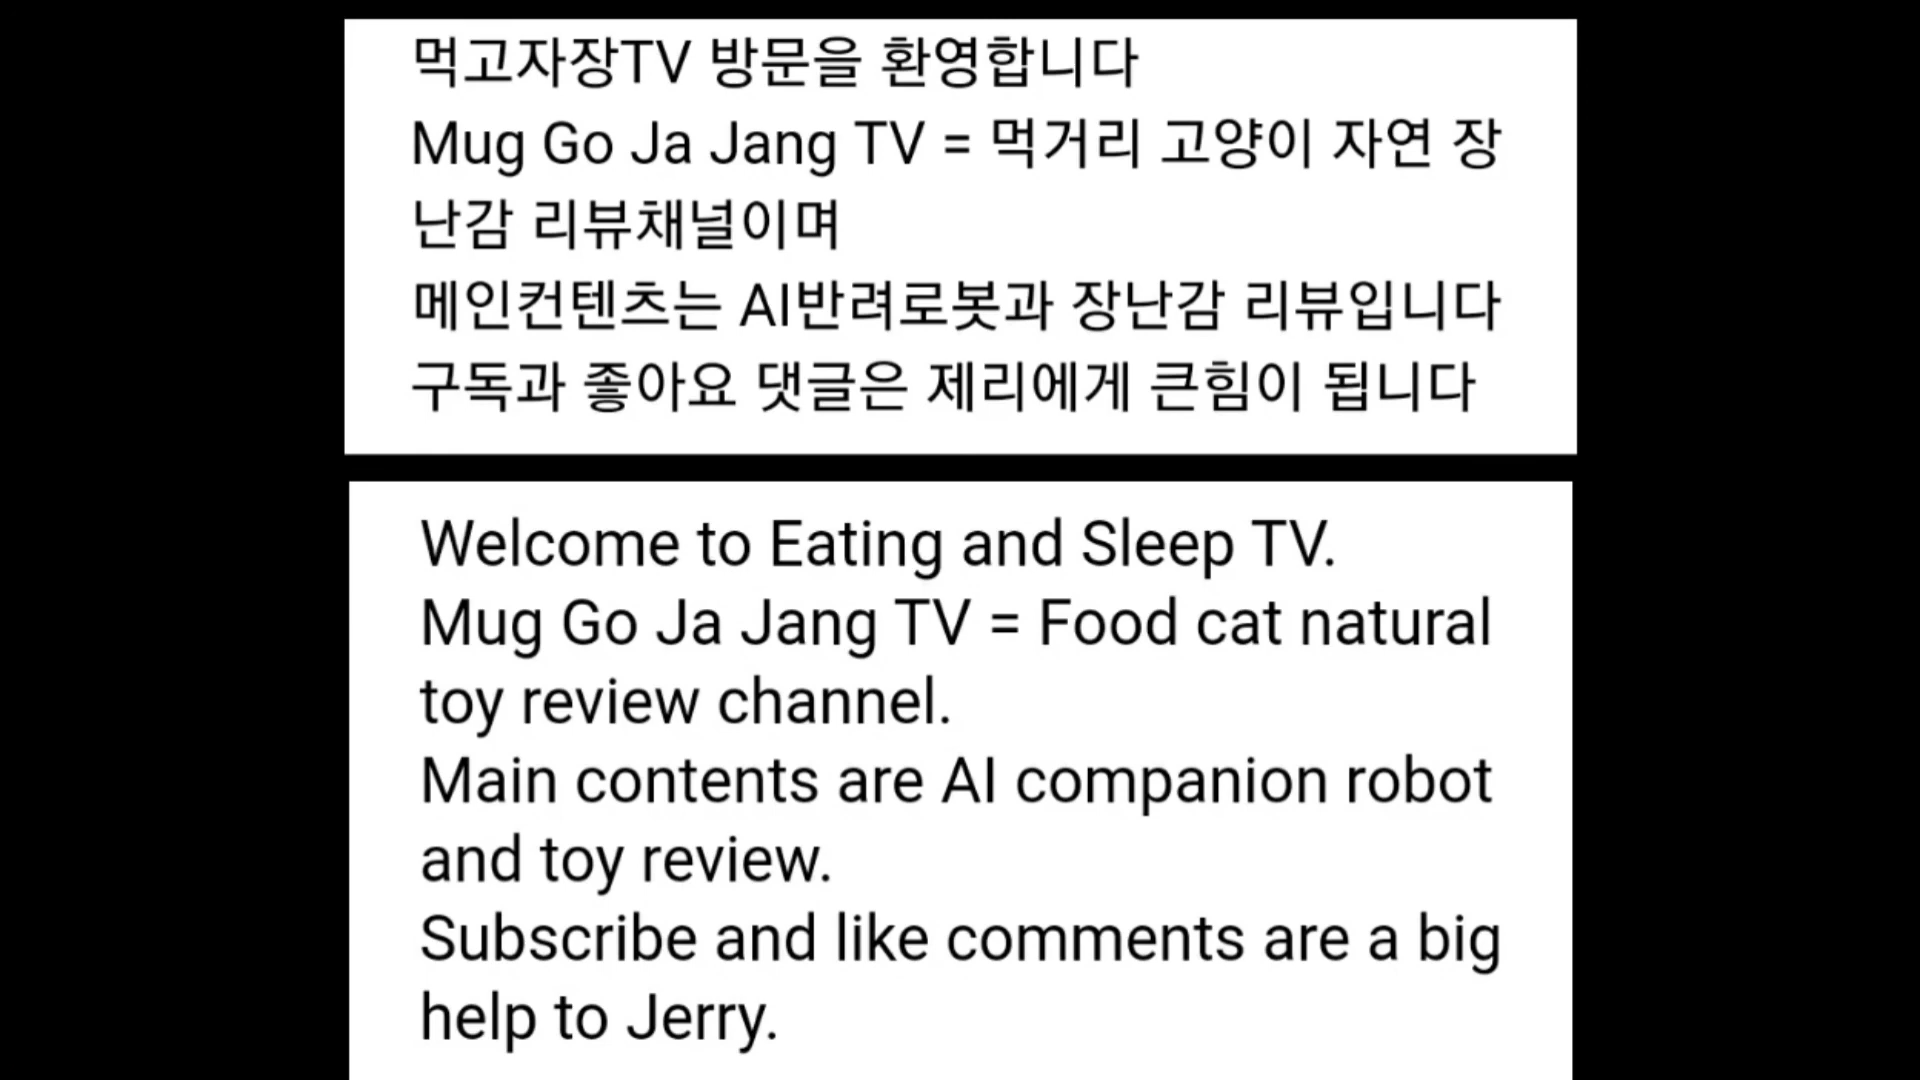 먹고자장TV 방문을 환영합니다
Mug Go Ja Jang TV = 먹거리 고양이 자연 장
난감 리뷰채널이며
메인컨텐츠는 AI반려로봇과 장난감 리뷰입니다
구독과 좋아요 댓글은 제리에게 큰힘이 됩니다
Welcome to Eating and Sleep TV.
Mug Go Ja Jang TV = Food cat natural
toy review channel.
Main contents are AI companion robot
and toy review.
Subscribe and like comments are a big
help to Jerry.